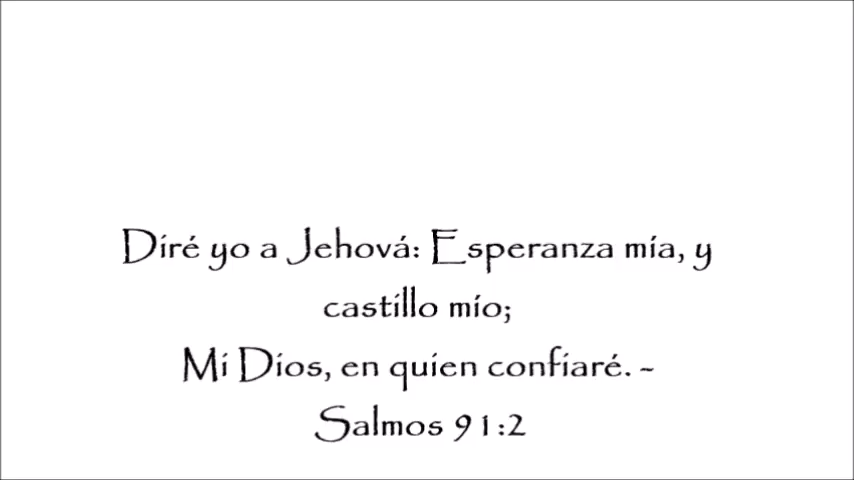 Diré yo a Jehová: Esperanza mía, y
castillo mío;
Mi Dios, en quien confiaré. -
Salmos 91:2